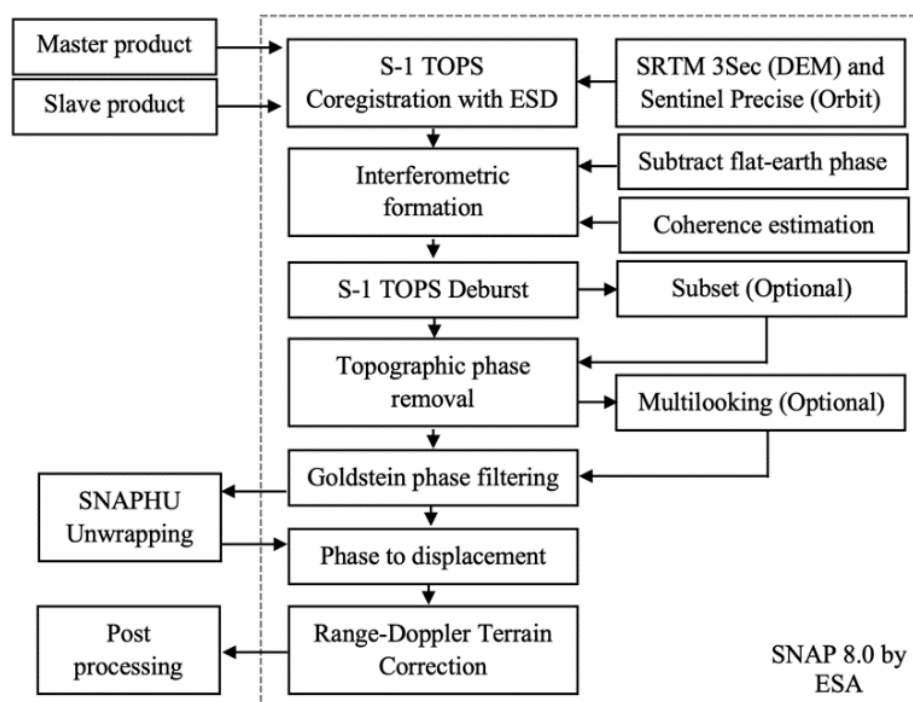 Master product
Slave product
S-1 TOPS
Coregistration with ESD
SRTM 3Sec (DEM) and
Sentinel Precise (Orbit)
Interferometric
formation
Subtract flat-earth phase
Coherence estimation
S-1 TOPS Deburst
Subset (Optional)
Topographic phase
removal
Multilooking (Optional)
Goldstein phase filtering
SNAPHU
Unwrapping
Phase to displacement
Range-Doppler Terrain
Correction
Post
processing
SNAP 8.0 by
ESA